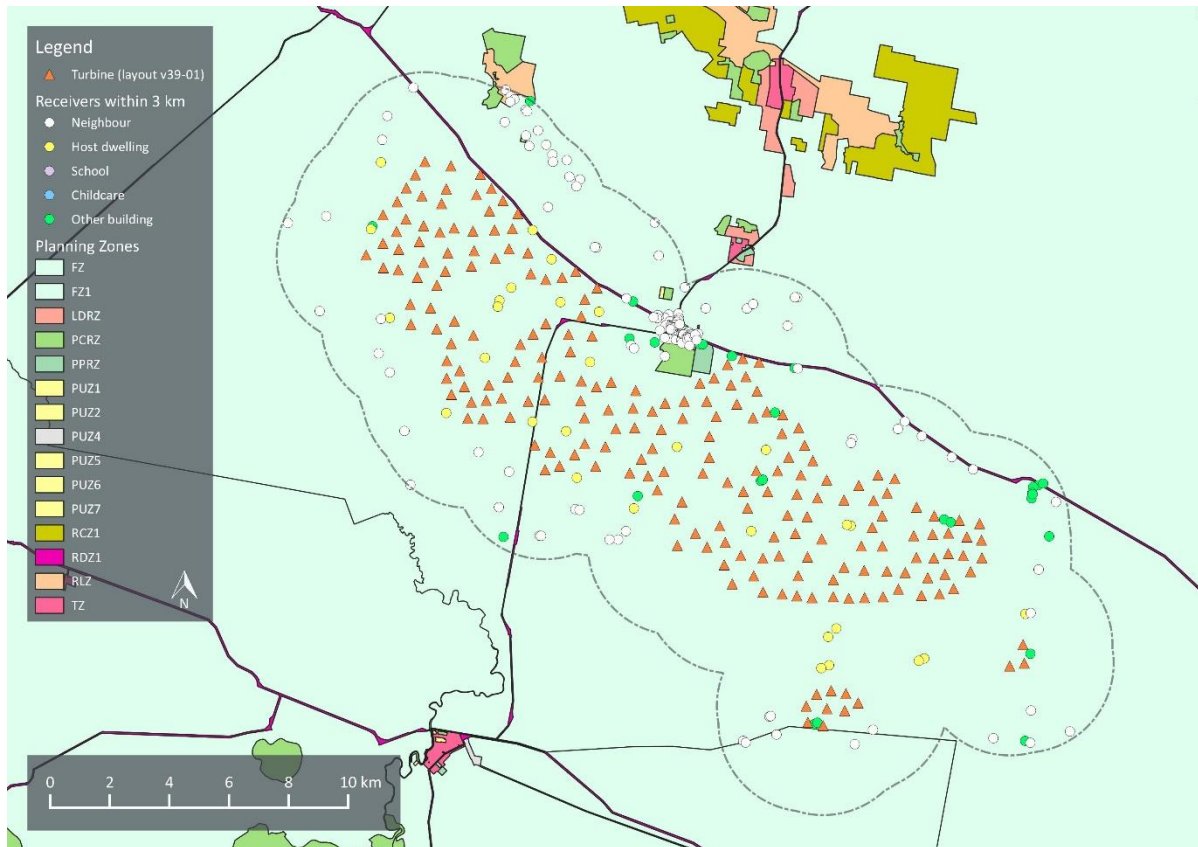 Legend
Turbine (layout v39-01)
Receivers within 3 km
Neighbour
Host dwelling
School
Childcare
Other building
Planning Zones
FZ
FZ1
LDRZ
PCRZ
PPRZ
PUZ1
PUZ2
PUZ4
PUZ5
PUZ6
PUZ7
RCZ1
RDZ1
RLZ
TZ
N
0 2 4 6 8 10 km